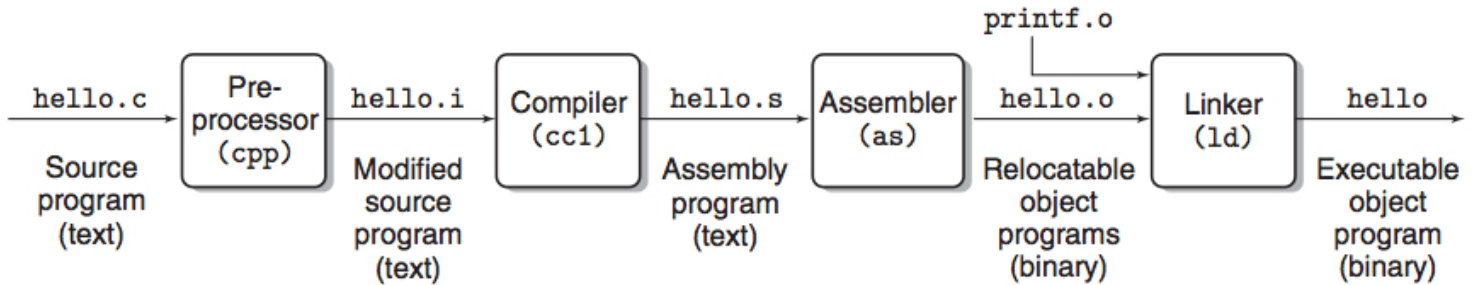 printf.o
hello.c
Pre-
processor
(cpp)
hello.i
Compiler
(cc1)
hello.s
Assembler
(as)
hello.o
Linker
(ld)
hello
Source
program
(text)
Modified
source
program
(text)
Assembly
program
(text)
Relocatable
object
programs
(binary)
Executable
object
program
(binary)